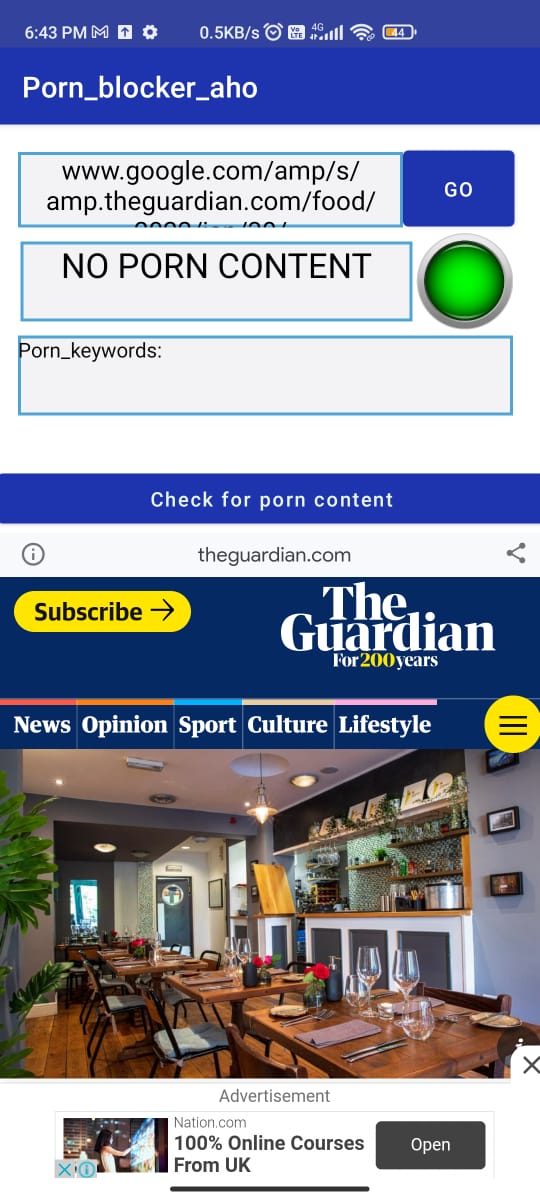 6:43 PM 0.5KB/s Vo LTE 4G 44
Porn_blocker_aho
www.google.com/amp/s/
amp.theguardian.com/food/
GO
NO PORN CONTENT
Porn_keywords:
Check for porn content
theguardian.com
Subscribe
The
Guardian
For 200 years
News Opinion Sport Culture Lifestyle
Advertisement
Nation.com
100% Online Courses
From UK
Open